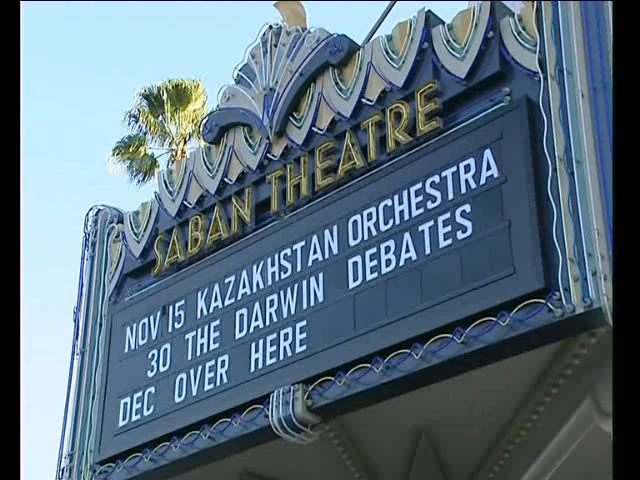 SABAN THEATRE
NOV 15 KAZAKHSTAN ORCHESTRA
30 THE DARWIN DEBATES
DEC OVER HERE